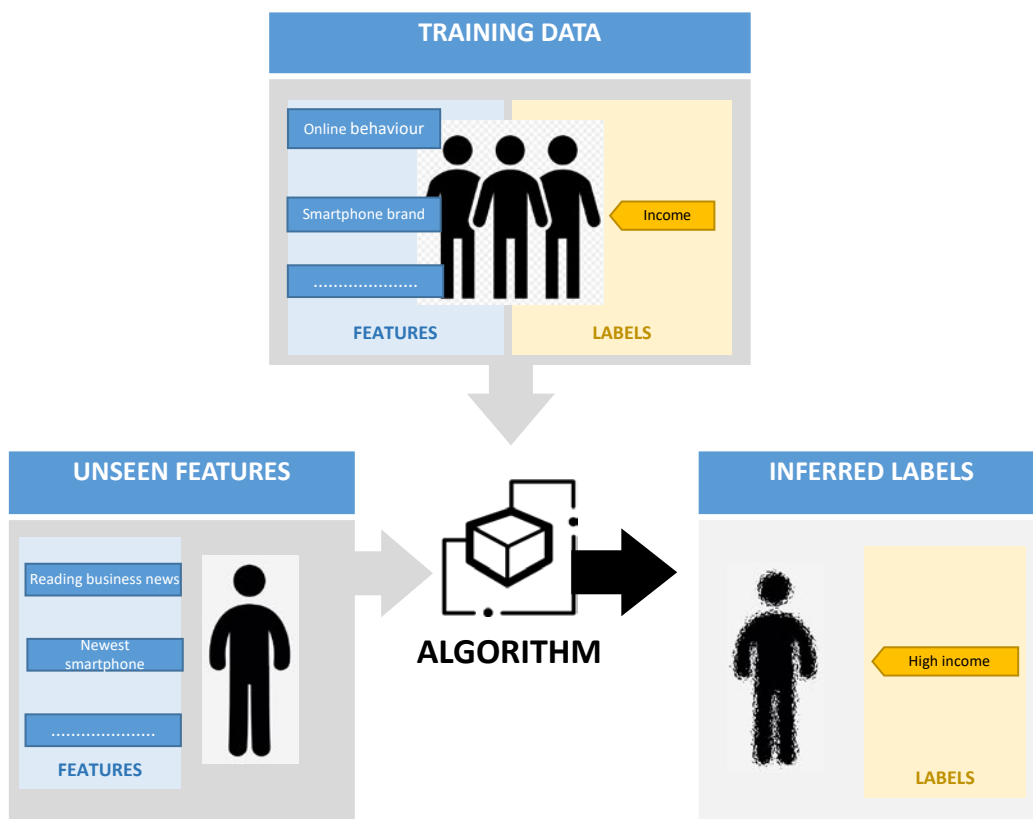 TRAINING DATA
Online behaviour
Smartphone brand
Income
.....................
FEATURES
LABELS
UNSEEN FEATURES
INFERRED LABELS
Reading business news
Newest
smartphone
.....................
FEATURES
ALGORITHM
High income
LABELS